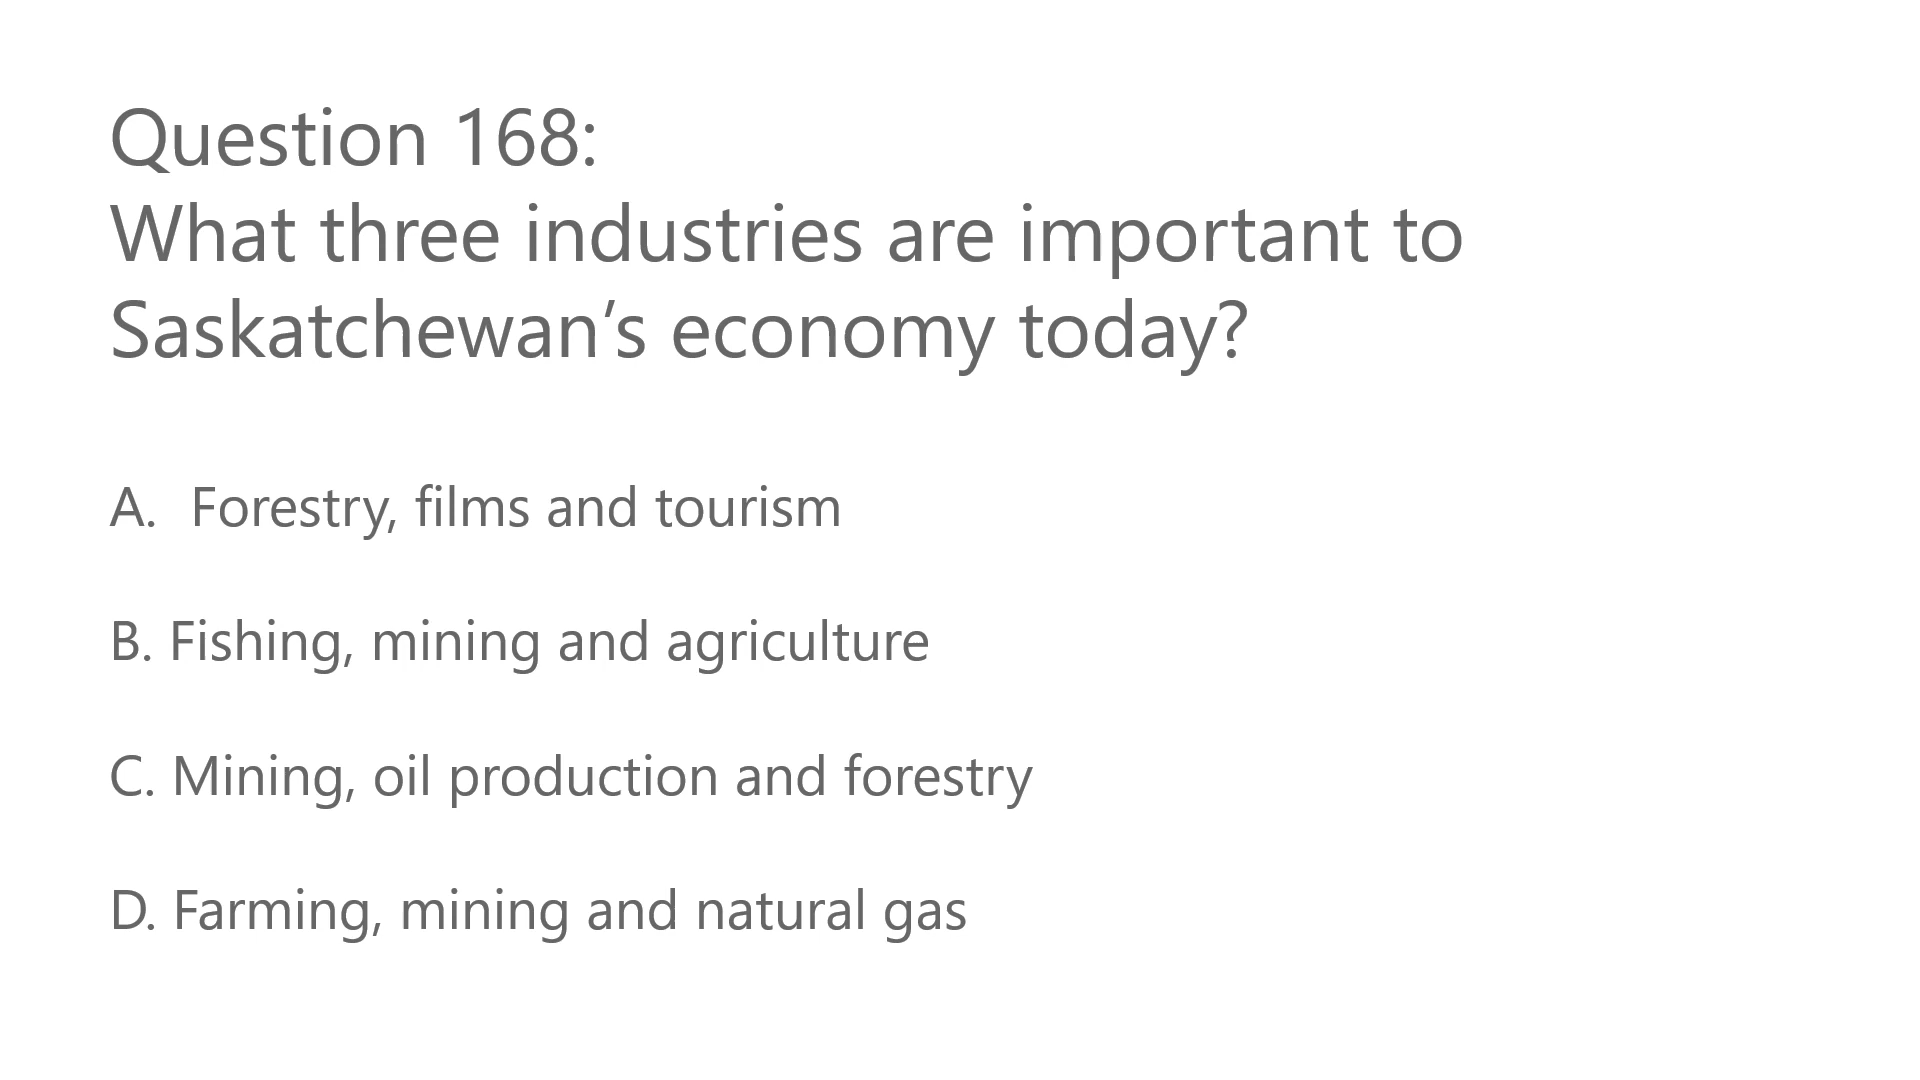 Question 168:
What three industries are important to
Saskatchewan’s economy today?
A. Forestry, films and tourism
B. Fishing, mining and agriculture
C. Mining, oil production and forestry
D. Farming, mining and natural gas